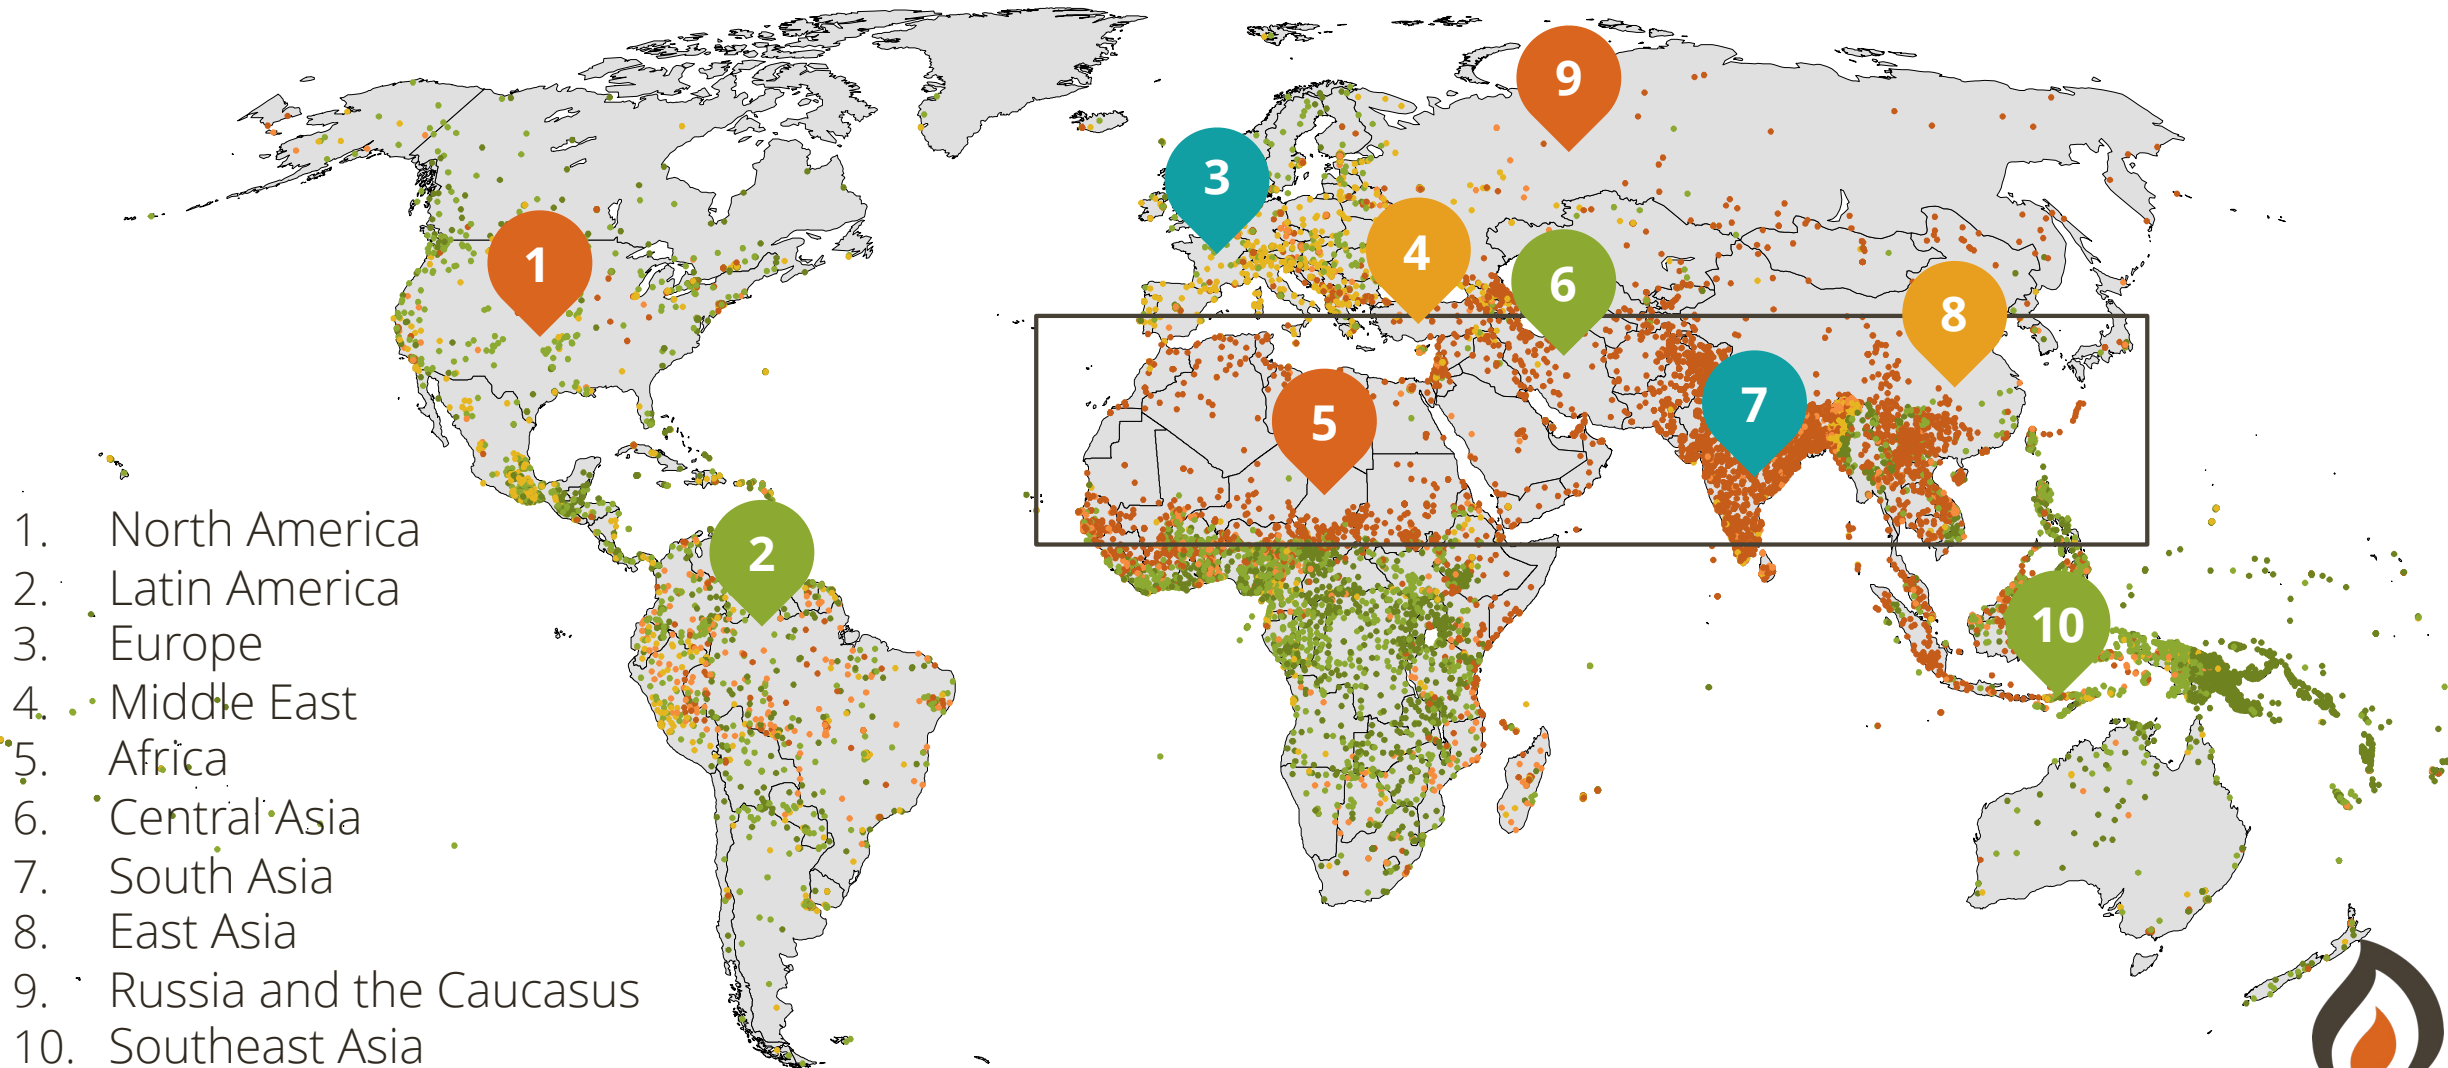 9
3
1
4
6
8
7
5
2
10
1. North America
2. Latin America
3. Europe
4. Middle East
5. Africa
6. Central Asia
7. South Asia
8. East Asia
9. Russia and the Caucasus
10. Southeast Asia